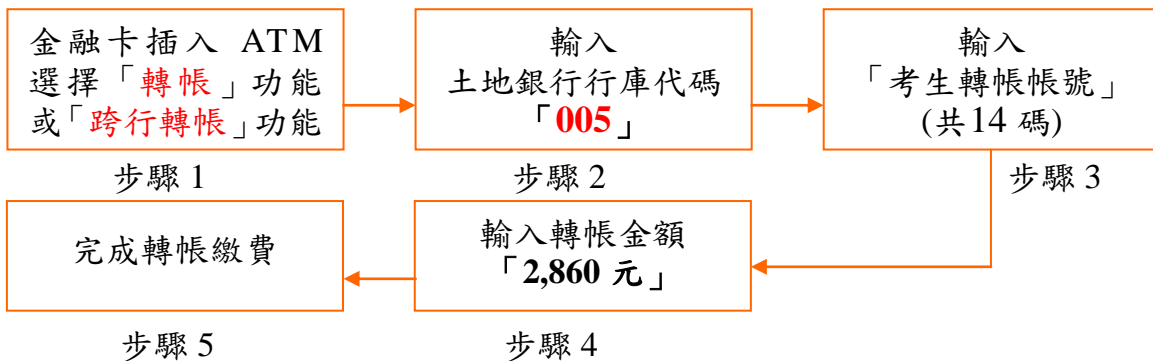 金融卡插入 ATM
選擇「轉帳」功能
或「跨行轉帳」功能
步驟 1
輸入
土地銀行行庫代碼
「005」
步驟 2
輸入
「考生轉帳帳號」
(共14 碼)
步驟 3
輸入轉帳金額
「2,860 元」
步驟 4
完成轉帳繳費
步驟 5